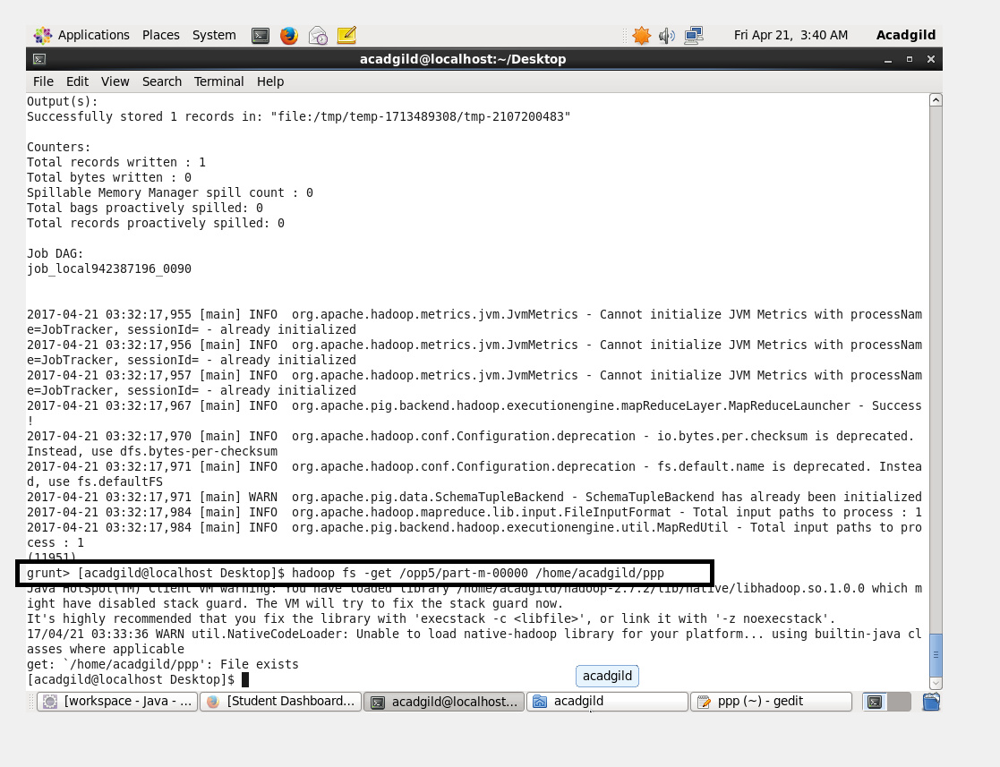 Applications Places System Fri Apr 21, 3:40 AM Acadgild
acadgild@localhost:~/Desktop
File Edit View Search Terminal Help
Output(s):
Successfully stored 1 records in: "file:/tmp/temp-1713489308/tmp-2107200483"
Counters:
Total records written : 1
Total bytes written : 0
Spillable Memory Manager spill count : 0
Total bags proactively spilled: 0
Total records proactively spilled: 0
Job DAG:
job_local942387196_0090
2017-04-21 03:32:17,955 [main] INFO  org.apache.hadoop.metrics.jvm.JvmMetrics - Cannot initialize JVM Metrics with processNam
e=JobTracker, sessionId= - already initialized
2017-04-21 03:32:17,956 [main] INFO  org.apache.hadoop.metrics.jvm.JvmMetrics - Cannot initialize JVM Metrics with processNam
e=JobTracker, sessionId= - already initialized
2017-04-21 03:32:17,957 [main] INFO  org.apache.hadoop.metrics.jvm.JvmMetrics - Cannot initialize JVM Metrics with processNam
e=JobTracker, sessionId= - already initialized
2017-04-21 03:32:17,967 [main] INFO  org.apache.pig.backend.hadoop.executionengine.mapReduceLayer.MapReduceLauncher - Success
!
2017-04-21 03:32:17,970 [main] INFO  org.apache.hadoop.conf.Configuration.deprecation - io.bytes.per.checksum is deprecated.
Instead, use dfs.bytes-per-checksum
2017-04-21 03:32:17,971 [main] INFO  org.apache.hadoop.conf.Configuration.deprecation - fs.default.name is deprecated. Instea
d, use fs.defaultFS
2017-04-21 03:32:17,971 [main] WARN  org.apache.pig.data.SchemaTupleBackend - SchemaTupleBackend has already been initialized
2017-04-21 03:32:17,984 [main] INFO  org.apache.hadoop.mapreduce.lib.input.FileInputFormat - Total input paths to process : 1
2017-04-21 03:32:17,984 [main] INFO  org.apache.pig.backend.hadoop.executionengine.util.MapRedUtil - Total input paths to pro
cess : 1
(11951)
grunt> [acadgild@localhost Desktop]$ hadoop fs -get /opp5/part-m-00000 /home/acadgild/ppp
Java HotSpot(TM) Client VM warning: You have loaded library /home/acadgild/hadoop-2.7.2/lib/native/libhadoop.so.1.0.0 which m
ight have disabled stack guard. The VM will try to fix the stack guard now.
It's highly recommended that you fix the library with 'execstack -c <libfile>', or link it with '-z noexecstack'.
17/04/21 03:33:36 WARN util.NativeCodeLoader: Unable to load native-hadoop library for your platform... using builtin-java cl
asses where applicable
get: `/home/acadgild/ppp': File exists
[acadgild@localhost Desktop]$
acadgild
[workspace - Java - ... [Student Dashboard... acadgild@localhost... acadgild ppp (~) - gedit